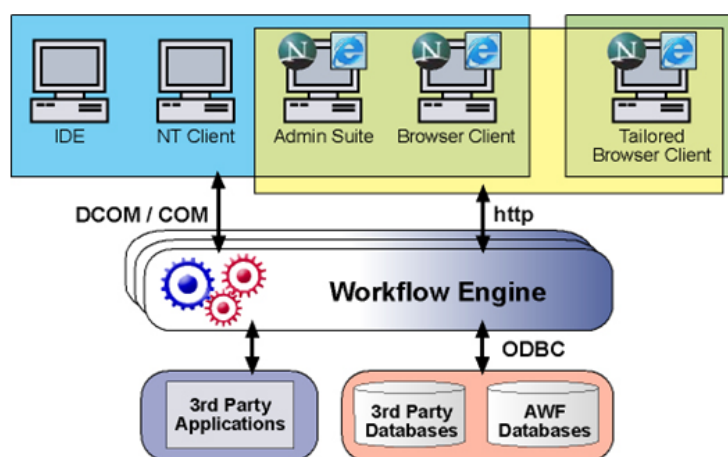 IDE
NT Client
Admin Suite
Browser Client
Tailored
Browser Client
DCOM / COM
http
Workflow Engine
ODBC
3rd Party
Applications
3rd Party
Databases
AWF
Databases